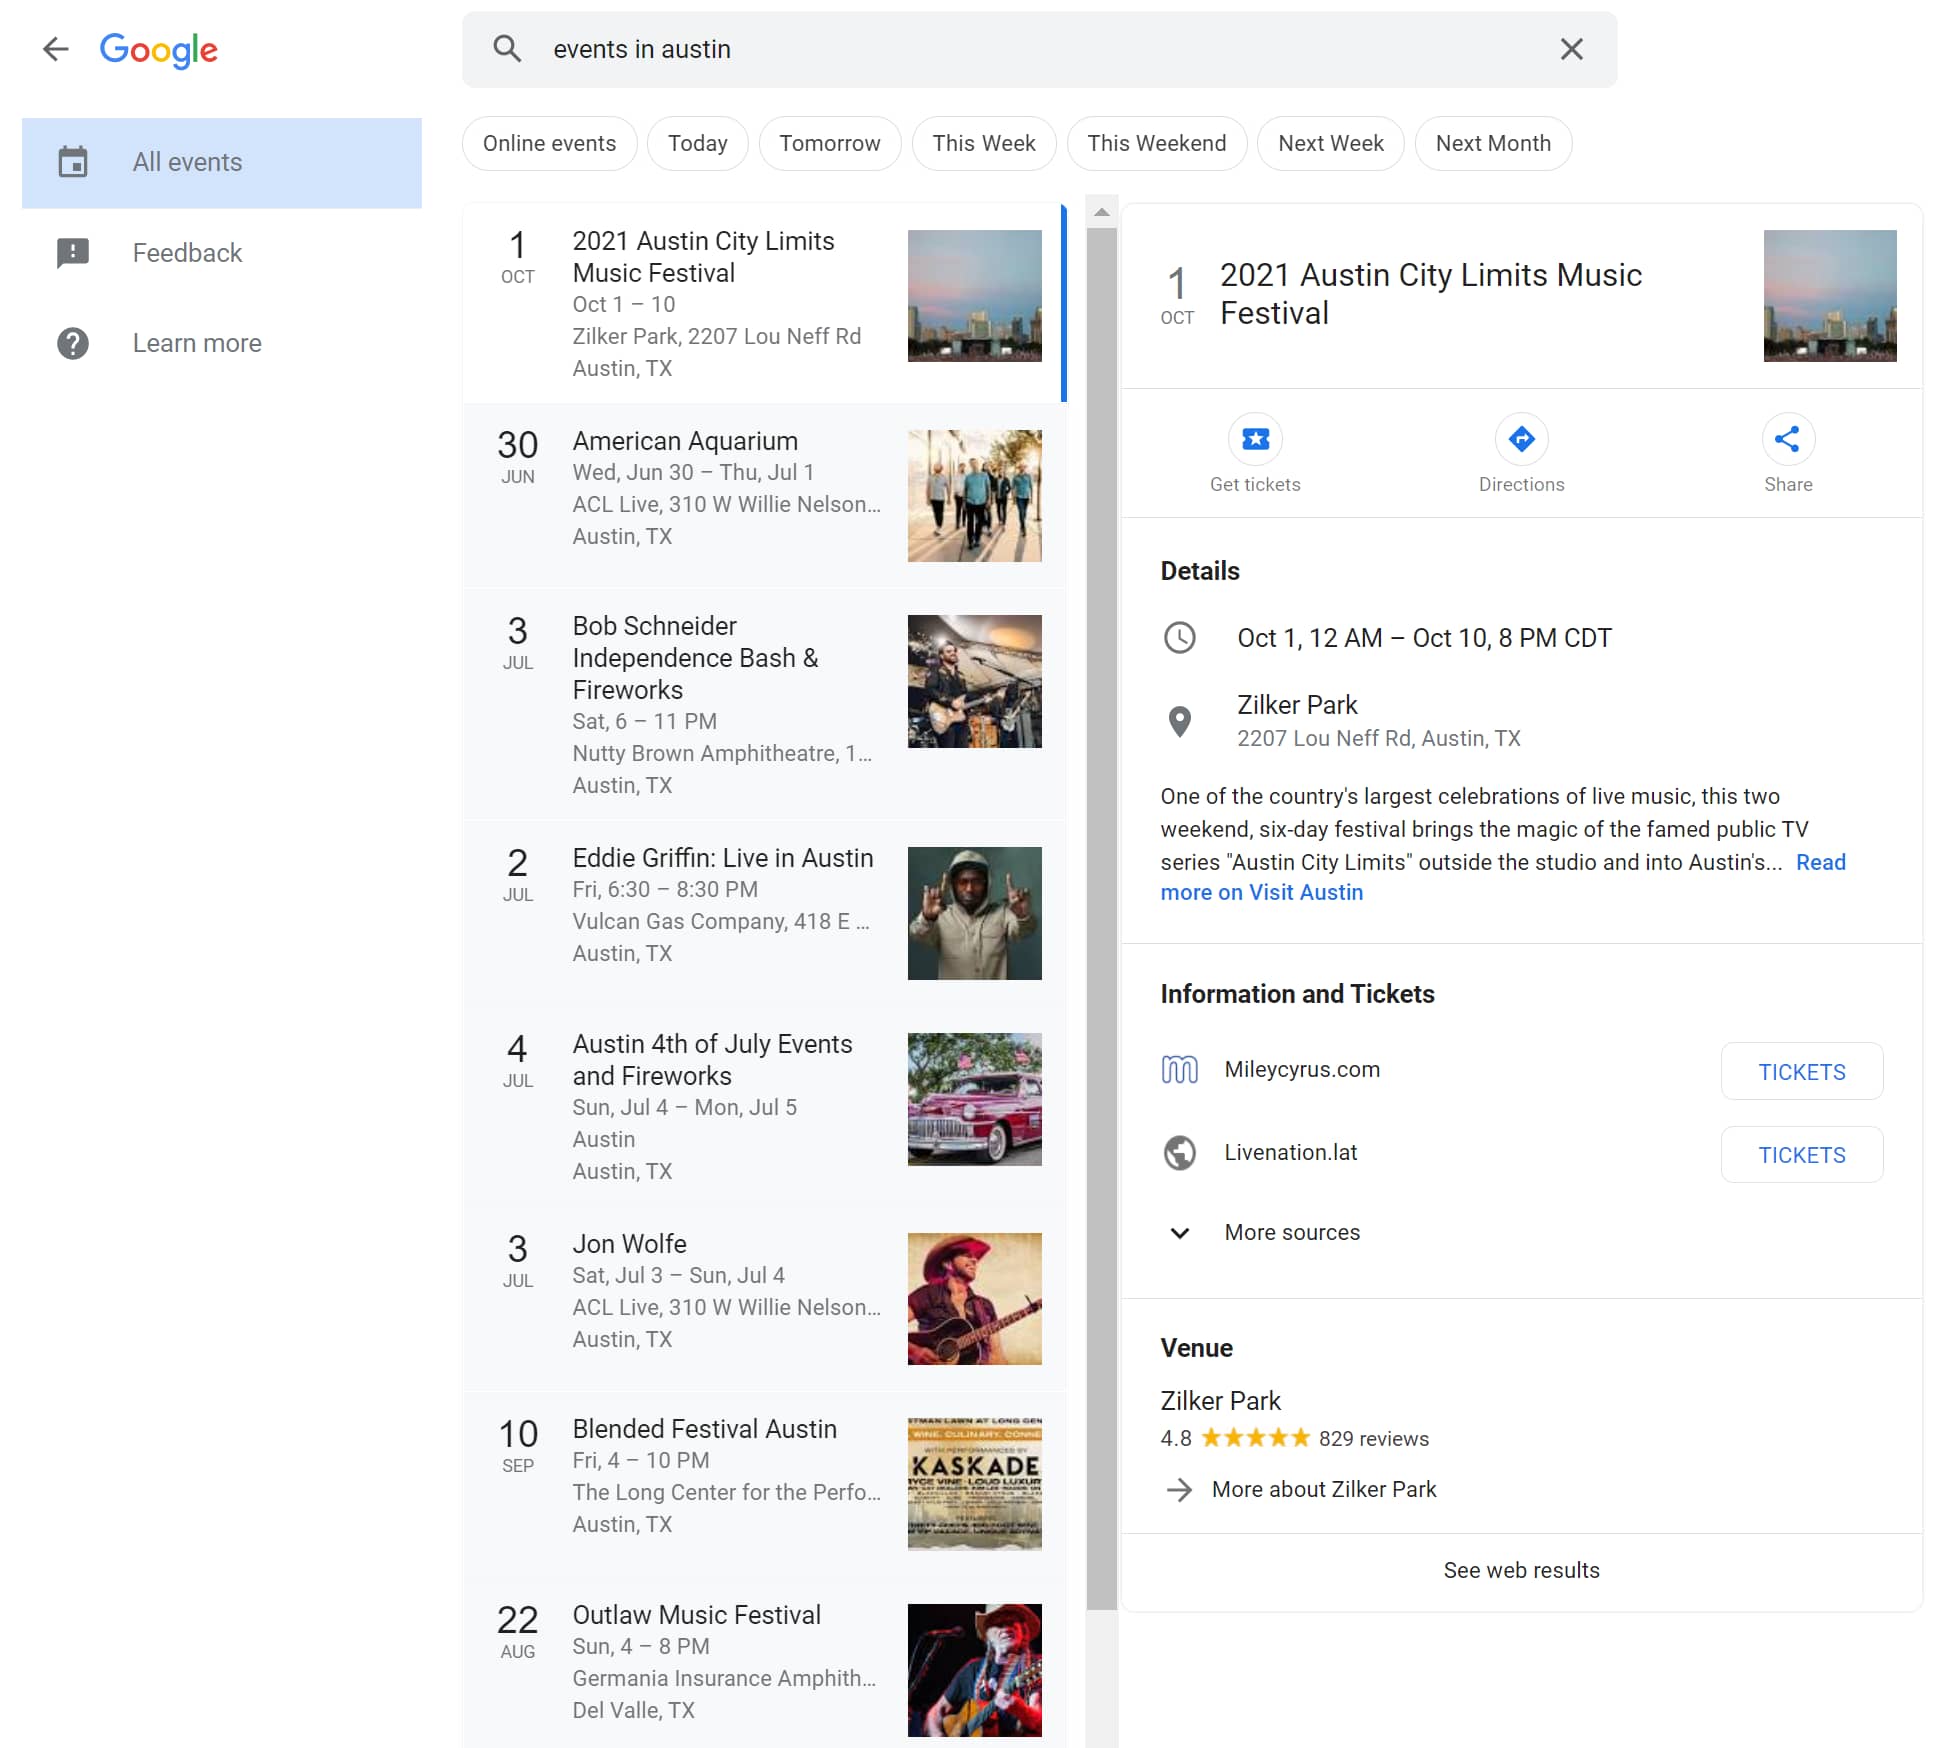 Google
events in austin
All events
Feedback
Learn more
Online events
Today
Tomorrow
This Week
This Weekend
Next Week
Next Month
1
OCT
2021 Austin City Limits
Music Festival
Oct 1 – 10
Zilker Park, 2207 Lou Neff Rd
Austin, TX
30
JUN
American Aquarium
Wed, Jun 30 – Thu, Jul 1
ACL Live, 310 W Willie Nelson...
Austin, TX
3
JUL
Bob Schneider
Independence Bash &
Fireworks
Sat, 6 – 11 PM
Nutty Brown Amphitheatre, 1...
Austin, TX
2
JUL
Eddie Griffin: Live in Austin
Fri, 6:30 – 8:30 PM
Vulcan Gas Company, 418 E ...
Austin, TX
4
JUL
Austin 4th of July Events
and Fireworks
Sun, Jul 4 – Mon, Jul 5
Austin
Austin, TX
3
JUL
Jon Wolfe
Sat, Jul 3 – Sun, Jul 4
ACL Live, 310 W Willie Nelson...
Austin, TX
10
SEP
Blended Festival Austin
Fri, 4 – 10 PM
The Long Center for the Perfo...
Austin, TX
TMAN LAWN AT LONG CEN
WINE. CULINARY. CONNE
WITH PERFORMANCES BY
KASKADE
22
AUG
Outlaw Music Festival
Sun, 4 – 8 PM
Germania Insurance Amphith...
Del Valle, TX
1
OCT
2021 Austin City Limits Music
Festival
Get tickets
Directions
Share
Details
Oct 1, 12 AM – Oct 10, 8 PM CDT
Zilker Park
2207 Lou Neff Rd, Austin, TX
One of the country's largest celebrations of live music, this two
weekend, six-day festival brings the magic of the famed public TV
series "Austin City Limits" outside the studio and into Austin's... Read
more on Visit Austin
Information and Tickets
Mileycyrus.com
TICKETS
Livenation.lat
TICKETS
More sources
Venue
Zilker Park
4.8 829 reviews
More about Zilker Park
See web results